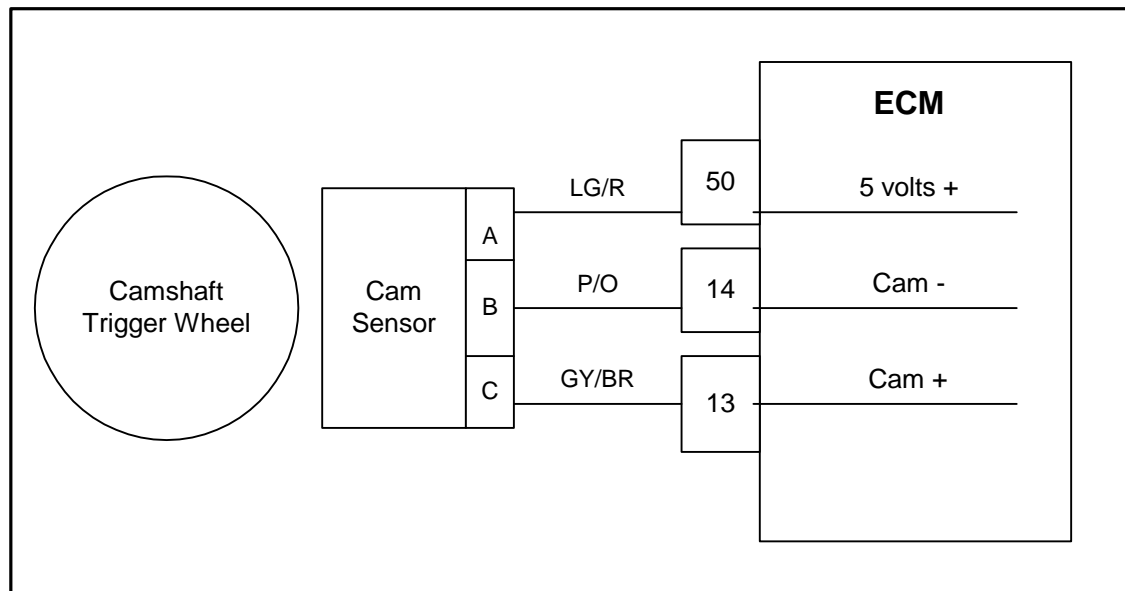 ECM
50
LG/R
5 volts +
A
Camshaft
Trigger Wheel
Cam
Sensor
B
P/O
14
Cam -
C
GY/BR
13
Cam +